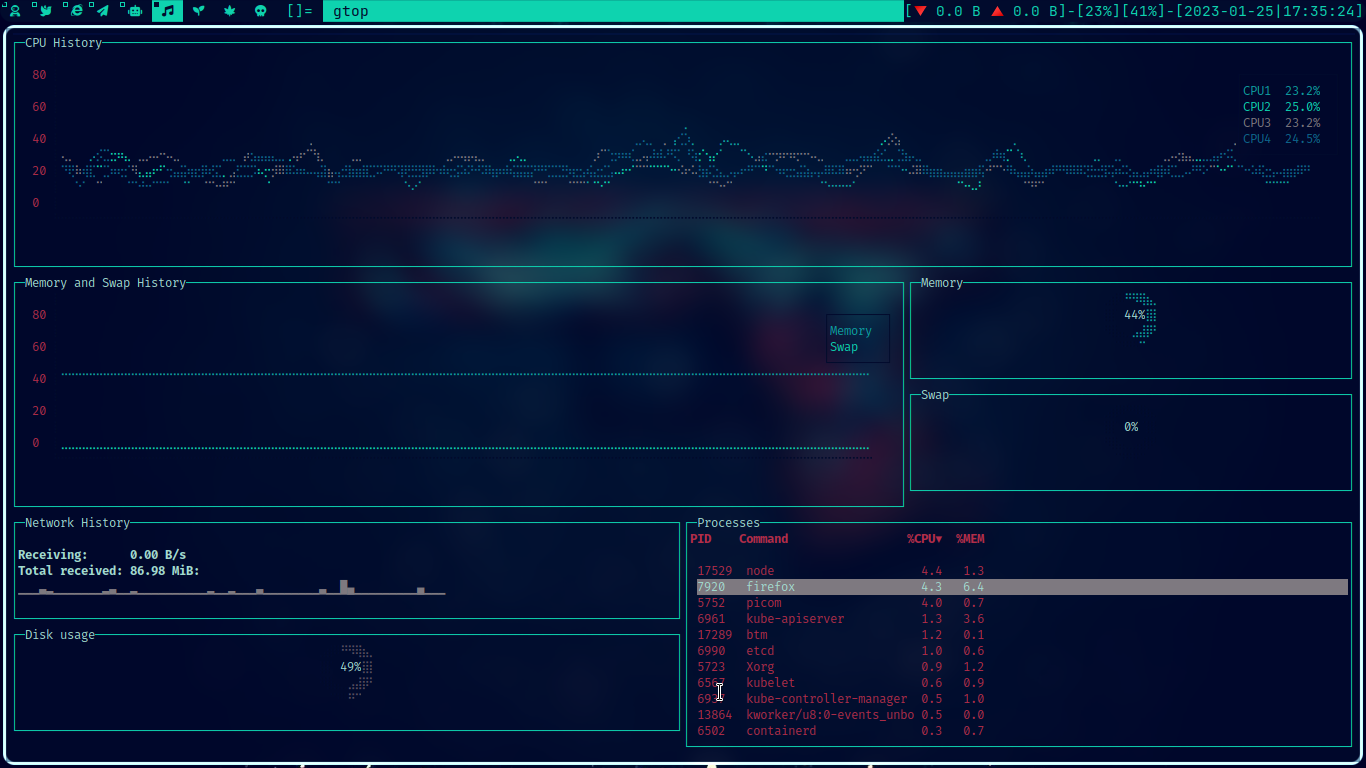 []= gtop [ 0.0 B 0.0 B]-[23%][41%]-[2023-01-25|17:35:24]
CPU History
80
60
40
20
0
CPU1 23.2%
CPU2 25.0%
CPU3 23.2%
CPU4 24.5%
Memory and Swap History
80
60
40
20
0
Memory
Swap
Memory
44%
Swap
0%
Network History
Receiving: 0.00 B/s
Total received: 86.98 MiB:
Disk usage
49%
Processes
PID Command %CPU▼ %MEM
17529 node 4.4 1.3
7920 firefox 4.3 6.4
5752 picom 4.0 0.7
6961 kube-apiserver 1.3 3.6
17289 btm 1.2 0.1
6990 etcd 1.0 0.6
5723 Xorg 0.9 1.2
kubelet 0.6 0.9
kube-controller-manager 0.5 1.0
13864 kworker/u8:0-events_unbo 0.5 0.0
6502 containerd 0.3 0.7